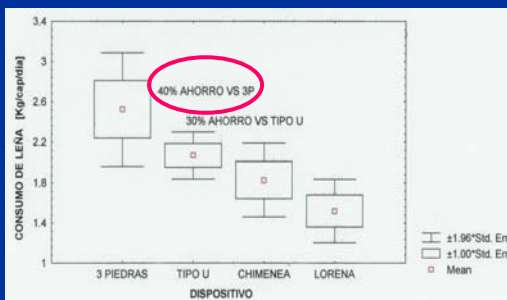 CONSUMO DE LEÑA [Kg/cap/día]
3,4
3
2.6
2.2
1.8
1.4
1
40% AHORRO VS 3P
30% AHORRO VS TIPO U
3 PIEDRAS
TIPO U
CHIMENEA
LORENA
DISPOSITIVO
±1.96*Std. Err
±1.00*Std. Err
Mean